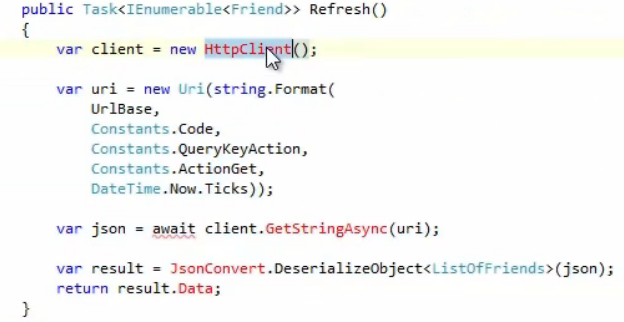 public Task<IEnumerable<Friend>> Refresh()
{
    var client = new HttpClient();
    var uri = new Uri(string.Format(
        UrlBase,
        Constants.Code,
        Constants.QueryKeyAction,
        Constants.ActionGet,
        DateTime.Now.Ticks));
    var json = await client.GetStringAsync(uri);
    var result = JsonConvert.DeserializeObject<ListOfFriends>(json);
    return result.Data;
}